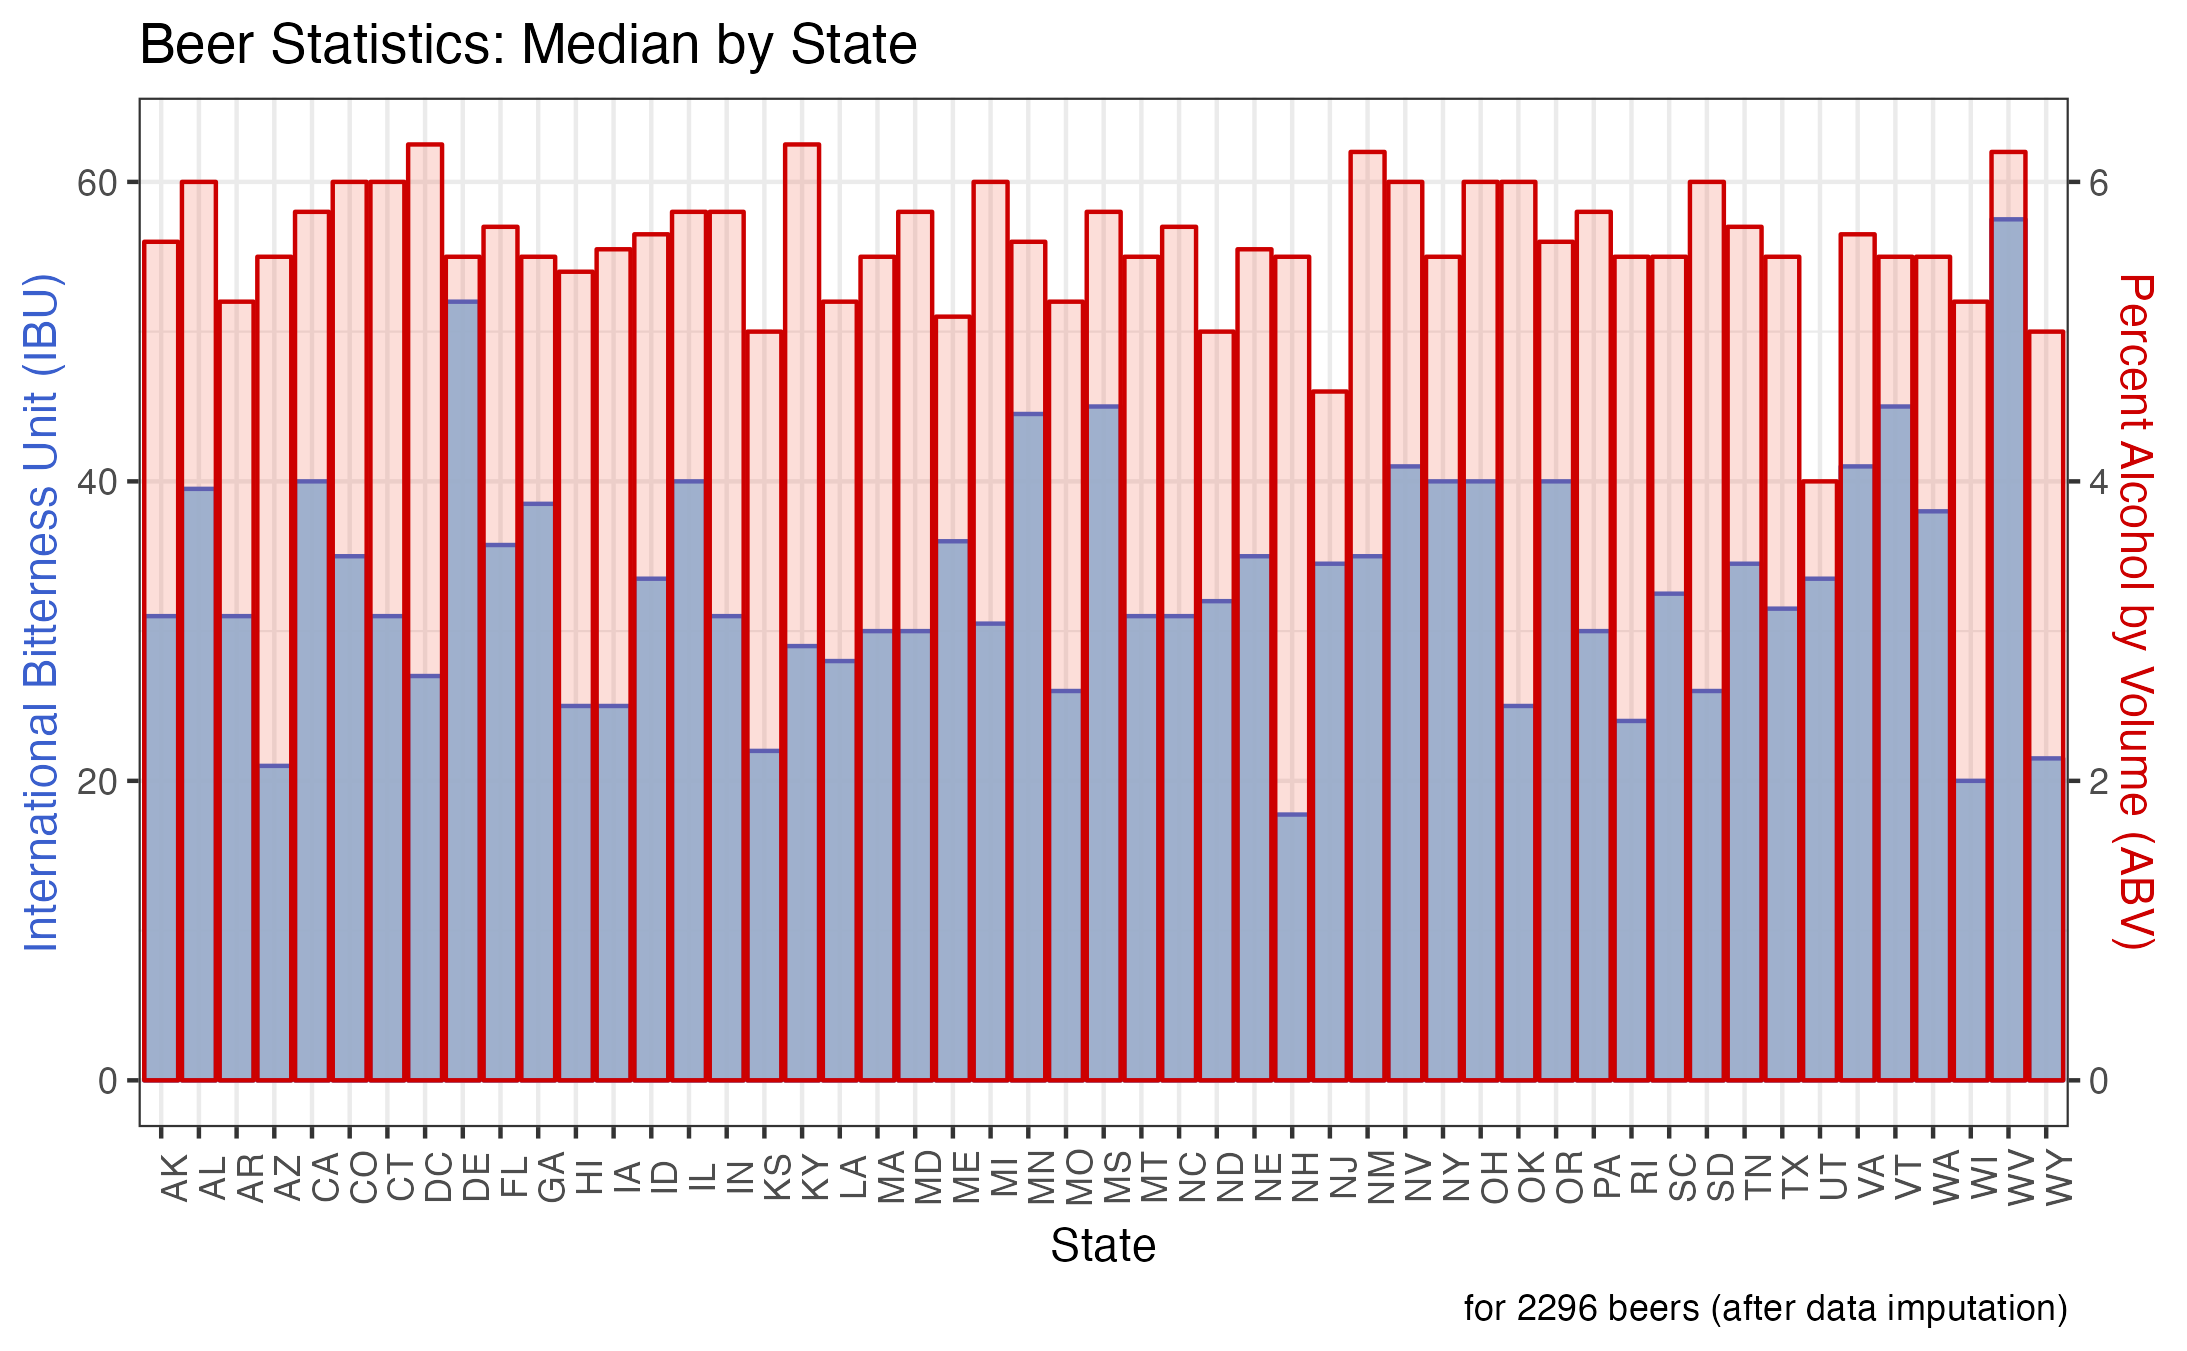 Beer Statistics: Median by State
International Bitterness Unit (IBU)
60
40
20
0
6
4
2
0
Percent Alcohol by Volume (ABV)
AK AL AR AZ CA CO CT DC DE FL GA HI IA ID IL IN KS KY LA MA MD ME MI MN MO MS MT NC ND NE NH NJ NM NV NY OH OK OR PA RI SC SD TN TX UT VA VT WA WI WV WY
State
for 2296 beers (after data imputation)